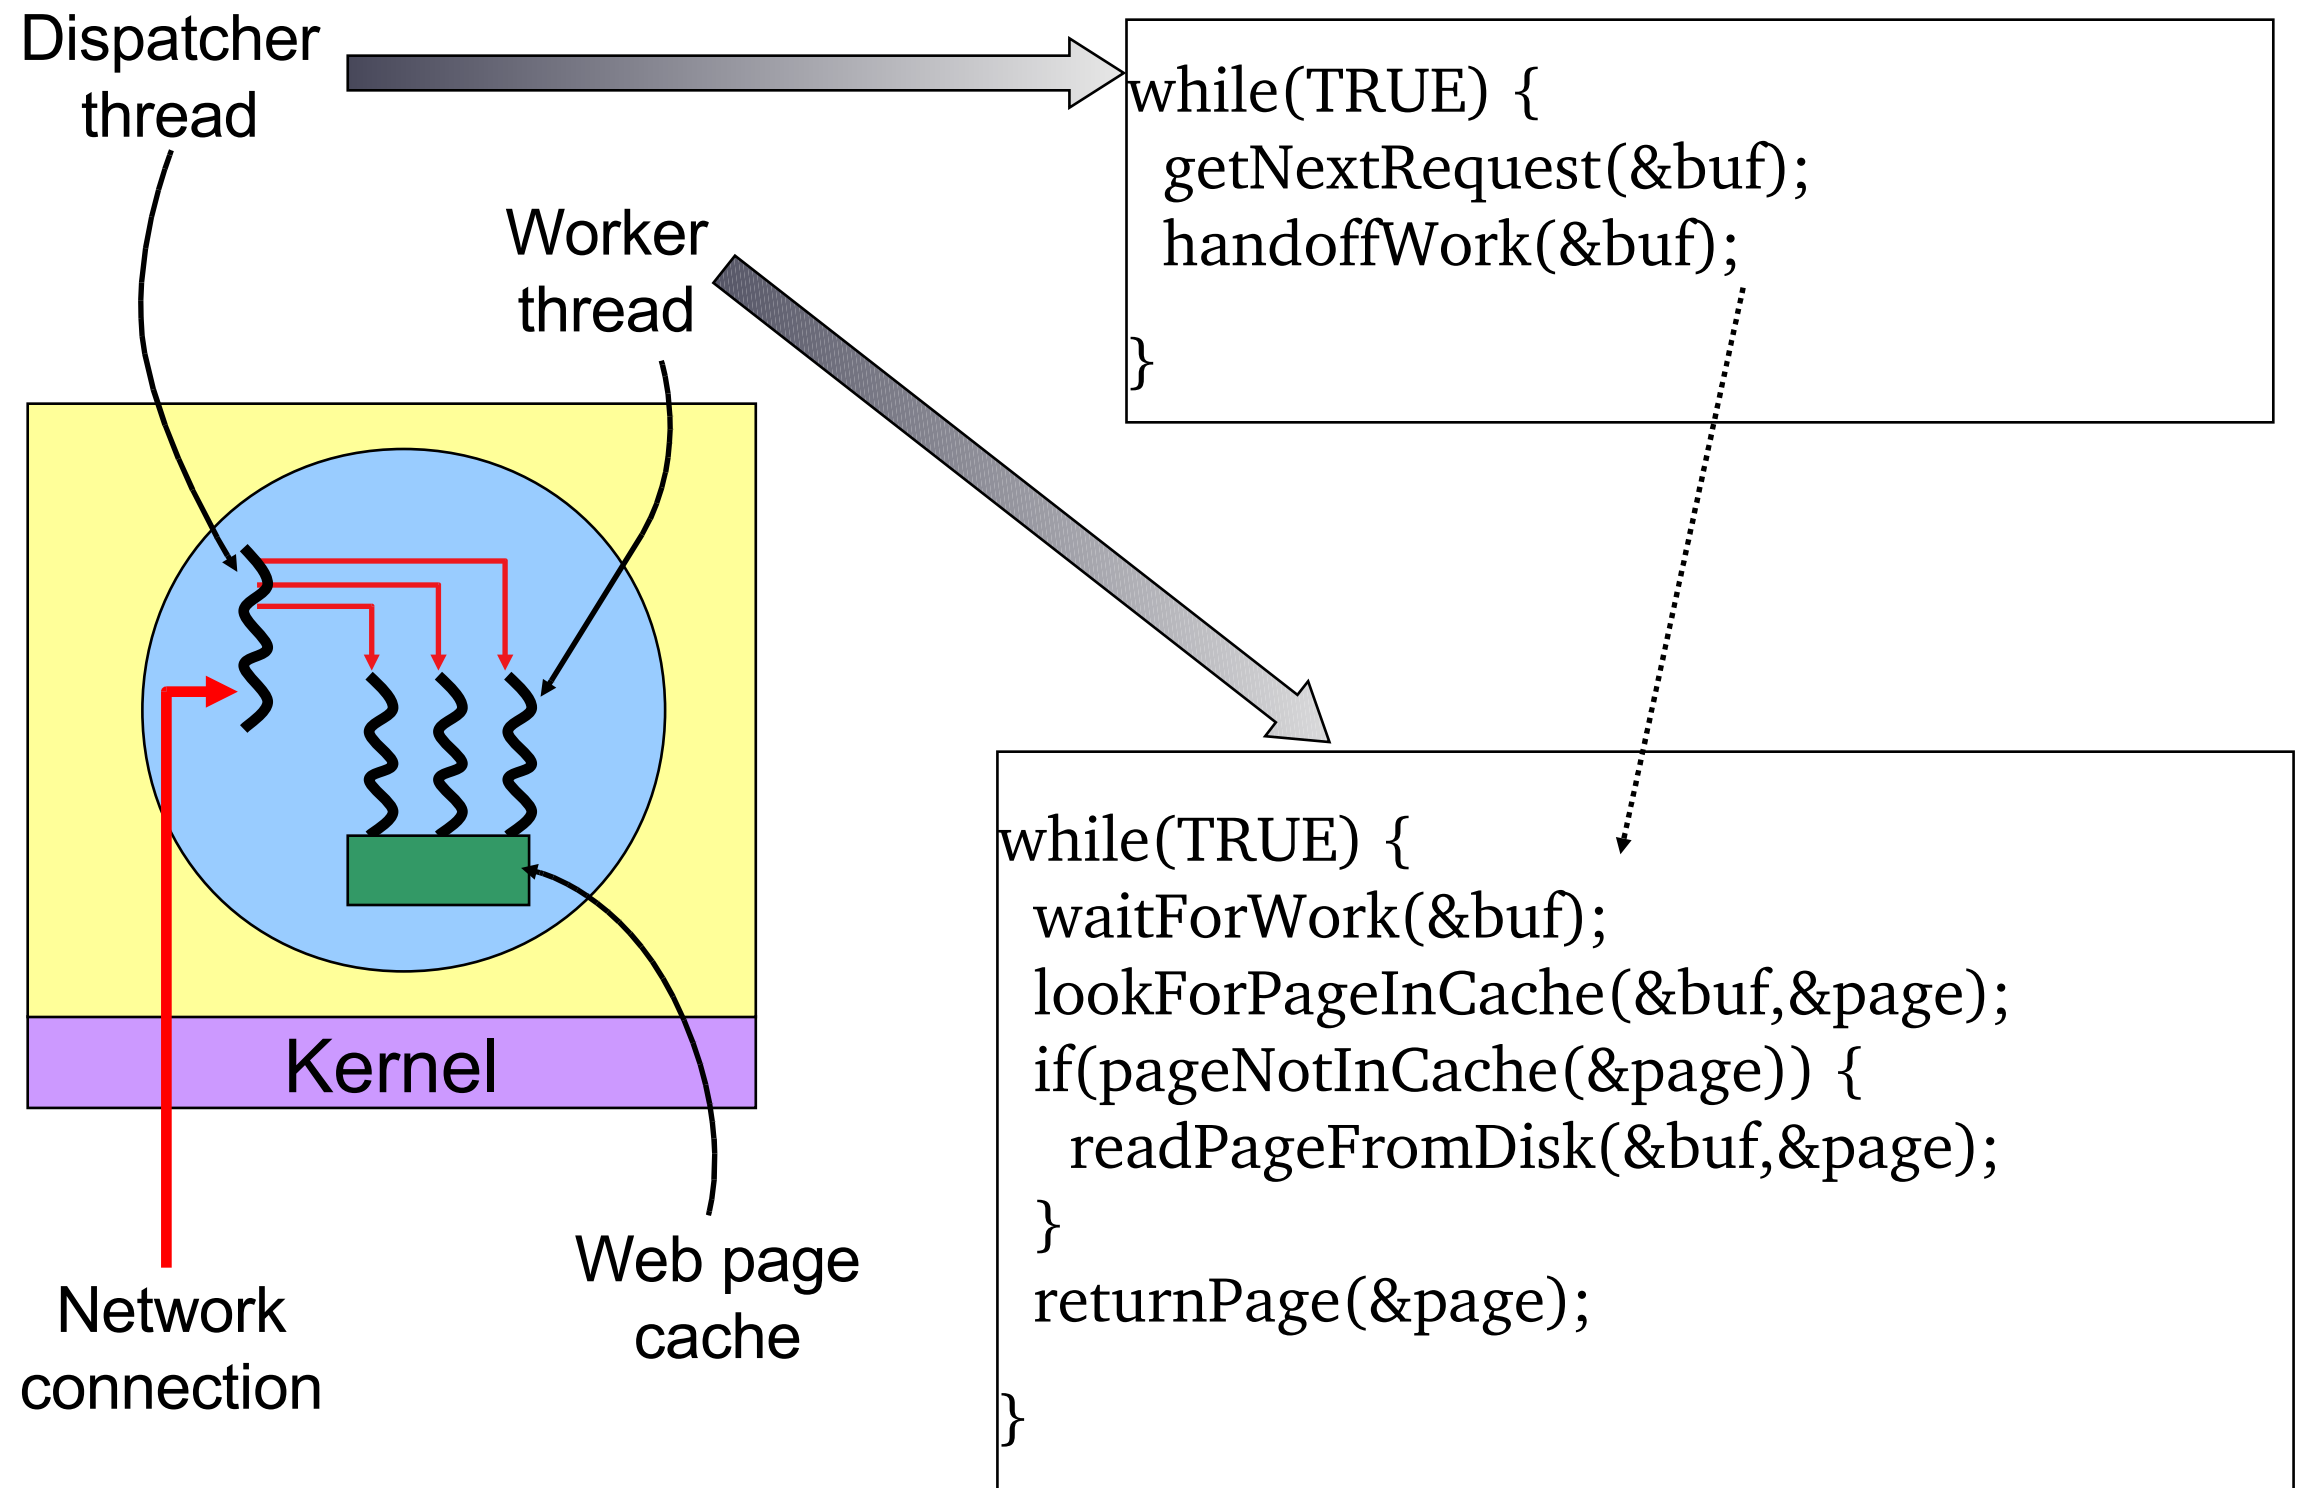 Dispatcher
thread
while(TRUE) {
getNextRequest(&buf);
handoffWork(&buf);
}
Worker
thread
Kernel
Network
connection
Web page
cache
while(TRUE) {
waitForWork(&buf);
lookForPageInCache(&buf,&page);
if(pageNotInCache(&page)) {
readPageFromDisk(&buf,&page);
}
returnPage(&page);
}